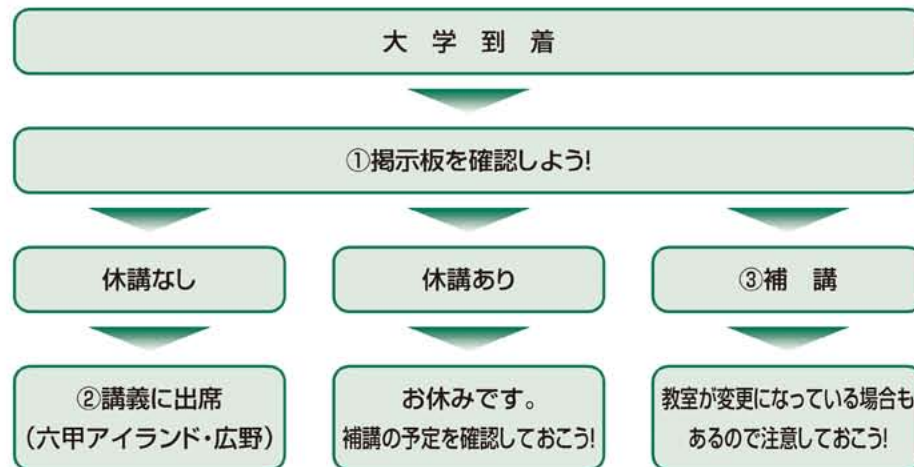 大 学 到 着
①掲示板を確認しよう!
休講なし
休講あり
③補 講
②講義に出席
(六甲アイランド・広野)
お休みです。
補講の予定を確認しておこう!
教室が変更になっている場合も
あるので注意しておこう!